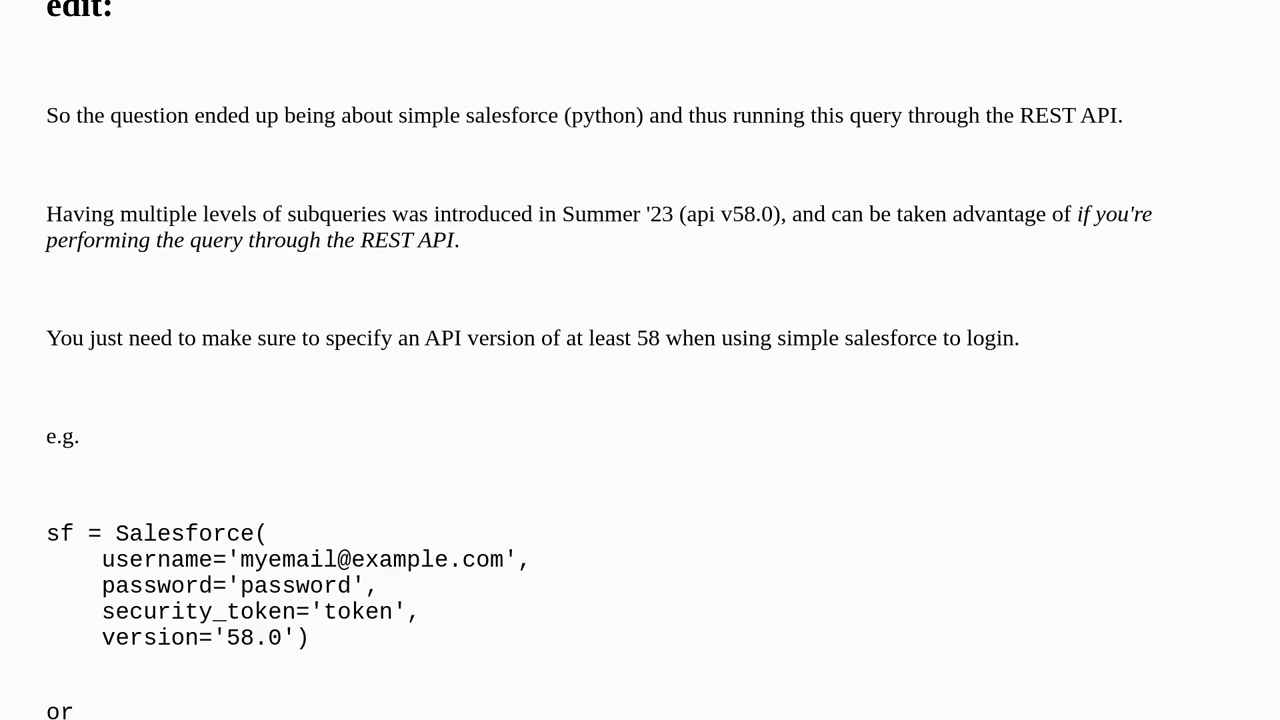 edit:
So the question ended up being about simple salesforce (python) and thus running this query through the REST API.
Having multiple levels of subqueries was introduced in Summer '23 (api v58.0), and can be taken advantage of if you're
performing the query through the REST API.
You just need to make sure to specify an API version of at least 58 when using simple salesforce to login.
e.g.
sf = Salesforce(
    username='myemail@example.com',
    password='password',
    security_token='token',
    version='58.0')
or